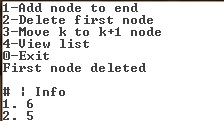 1-Add node to end
2-Delete first node
3-Move k to k+1 node
4-View list
0-Exit
First node deleted
# ¦ Info
1. 6
2. 5